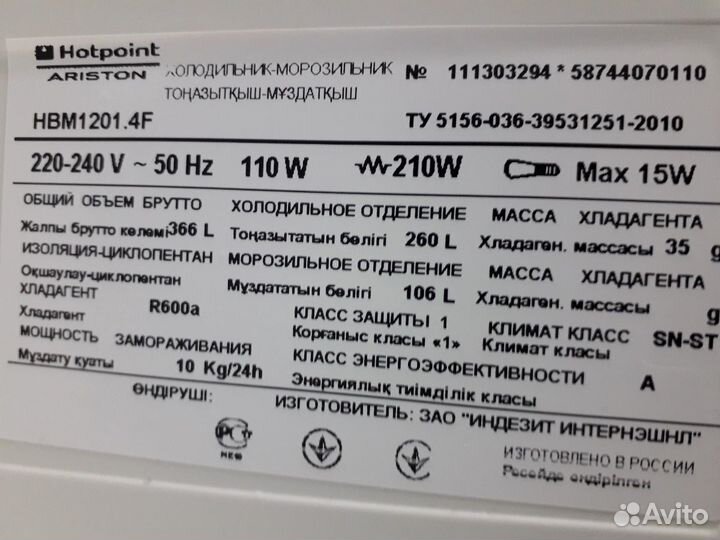 Hotpoint
ARISTON
ХОЛОДИЛЬНИК-МОРОЗИЛЬНИК № 111303294 * 58744070110
ТОҢАЗЫТҚЫШ-МҰЗДАТҚЫШ
HBM1201.4F ТУ 5156-036-39531251-2010
220-240 V ~ 50 Hz 110 W 210W Max 15W
ОБЩИЙ ОБЪЕМ БРУТТО ХОЛОДИЛЬНОЕ ОТДЕЛЕНИЕ МАССА ХЛАДАГЕНТА
Жалпы брутто көлемі 366 L Тоңазытатын бөлігі 260 L Хладаген. массасы 35 g
ИЗОЛЯЦИЯ-ЦИКЛОПЕНТАН МОРОЗИЛЬНОЕ ОТДЕЛЕНИЕ МАССА ХЛАДАГЕНТА
Оқшаулау-циклопентан Мұздататын бөлігі 106 L Хладаген. массасы g
ХЛАДАГЕНТ R600a КЛАСС ЗАЩИТЫ 1 КЛИМАТ КЛАСС SN-ST
Хладагент Корғаныс класы «1» Климат класы
МОЩНОСТЬ ЗАМОРАЖИВАНИЯ КЛАСС ЭНЕРГОЭФФЕКТИВНОСТИ A
Мұздату қуаты 10 Kg/24h Энергиялық тиімділік класы
ӨНДІРУШІ: ИЗГОТОВИТЕЛЬ: ЗАО "ИНДЕЗИТ ИНТЕРНЭШНЛ"
ИЗГОТОВЛЕНО В РОССИИ
Ресейде өндірілген
Avito